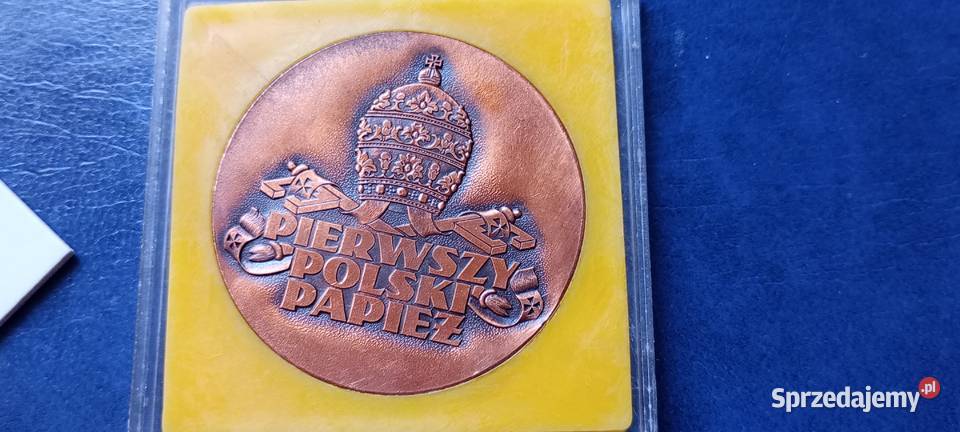 PIERWSZY
POLSKI
PAPIEŻ
Sprzedajemy.pl